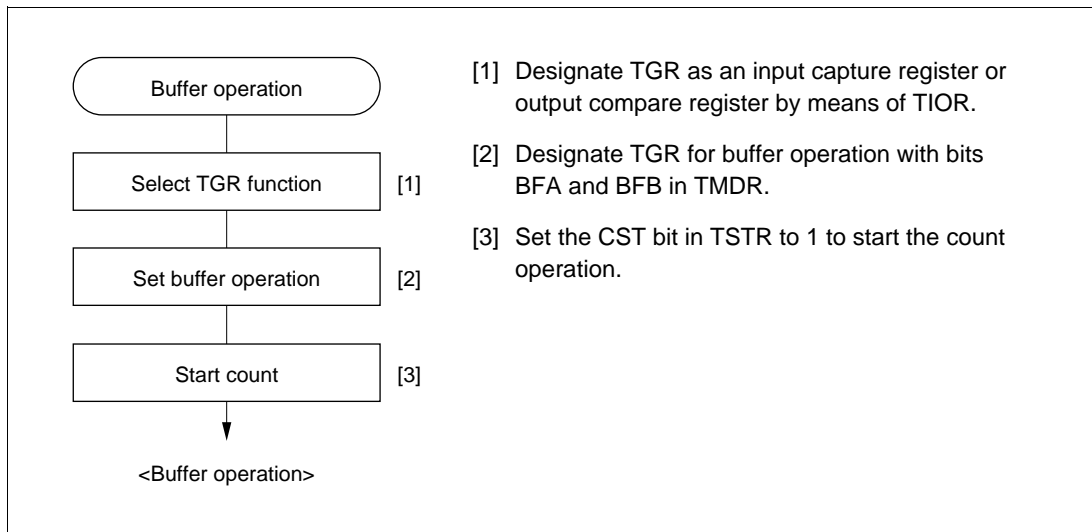 Buffer operation
Select TGR function [1]
Set buffer operation [2]
Start count [3]
<Buffer operation>
[1] Designate TGR as an input capture register or
output compare register by means of TIOR.
[2] Designate TGR for buffer operation with bits
BFA and BFB in TMDR.
[3] Set the CST bit in TSTR to 1 to start the count
operation.